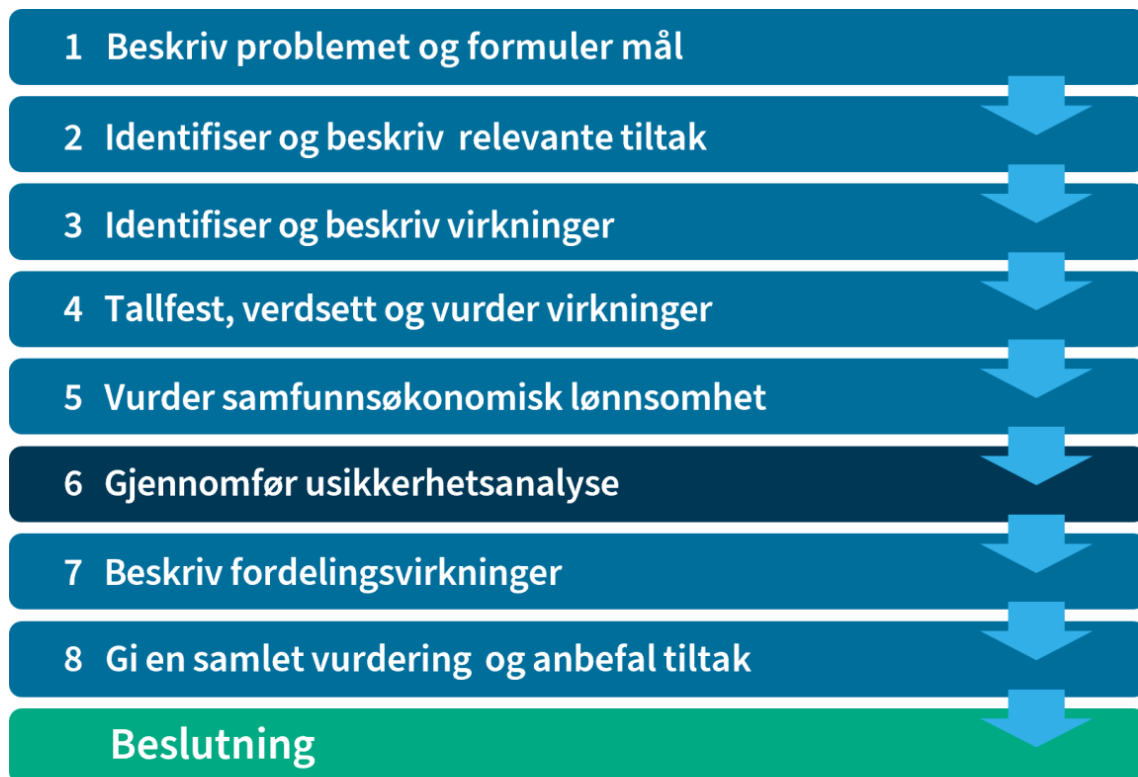 1 Beskriv problemet og formuler mål
2 Identifiser og beskriv relevante tiltak
3 Identifiser og beskriv virkninger
4 Tallfest, verdsett og vurder virkninger
5 Vurder samfunnsøkonomisk lønnsomhet
6 Gjennomfør usikkerhetsanalyse
7 Beskriv fordelingsvirkninger
8 Gi en samlet vurdering og anbefal tiltak
Beslutning